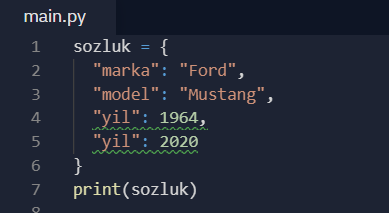 main.py
1 sozluk = {
2 "marka": "Ford",
3 "model": "Mustang",
4 "yil": 1964,
5 "yil": 2020
6 }
7 print(sozluk)
8